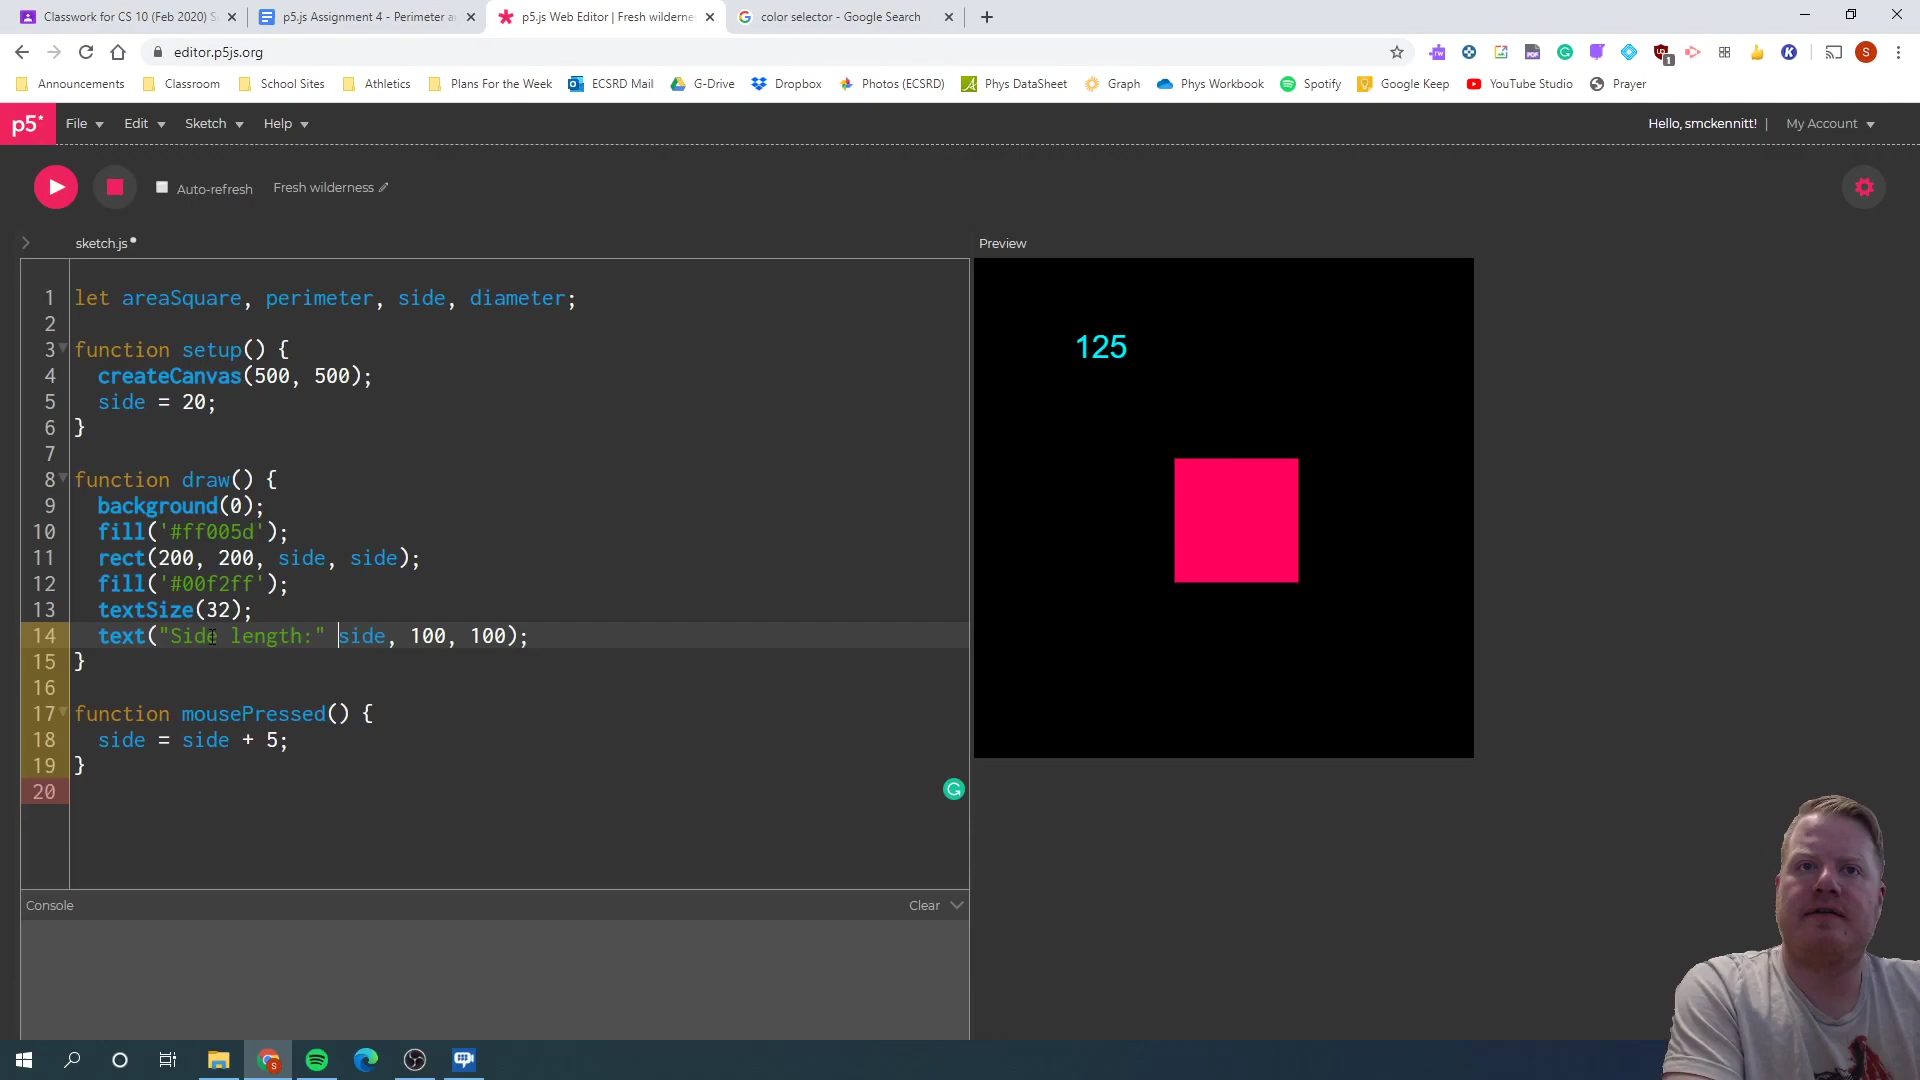 Classwork for CS 10 (Feb 2020) S
p5.js Assignment 4 - Perimeter a
p5.js Web Editor | Fresh wilderne
color selector - Google Search
editor.p5js.org
Announcements
Classroom
School Sites
Athletics
Plans For the Week
ECSRD Mail
G-Drive
Dropbox
Photos (ECSRD)
Phys DataSheet
Graph
Phys Workbook
Spotify
Google Keep
YouTube Studio
Prayer
p5*
File
Edit
Sketch
Help
Hello, smckennitt!
|
My Account
Auto-refresh
Fresh wilderness
sketch.js
Preview
1 let areaSquare, perimeter, side, diameter;
2
3 function setup() {
4 createCanvas(500, 500);
5 side = 20;
6 }
7
8 function draw() {
9 background(0);
10 fill('#ff005d');
11 rect(200, 200, side, side);
12 fill('#00f2ff');
13 textSize(32);
14 text("Side length:" side, 100, 100);
15 }
16
17 function mousePressed() {
18 side = side + 5;
19 }
20
125
Console
Clear